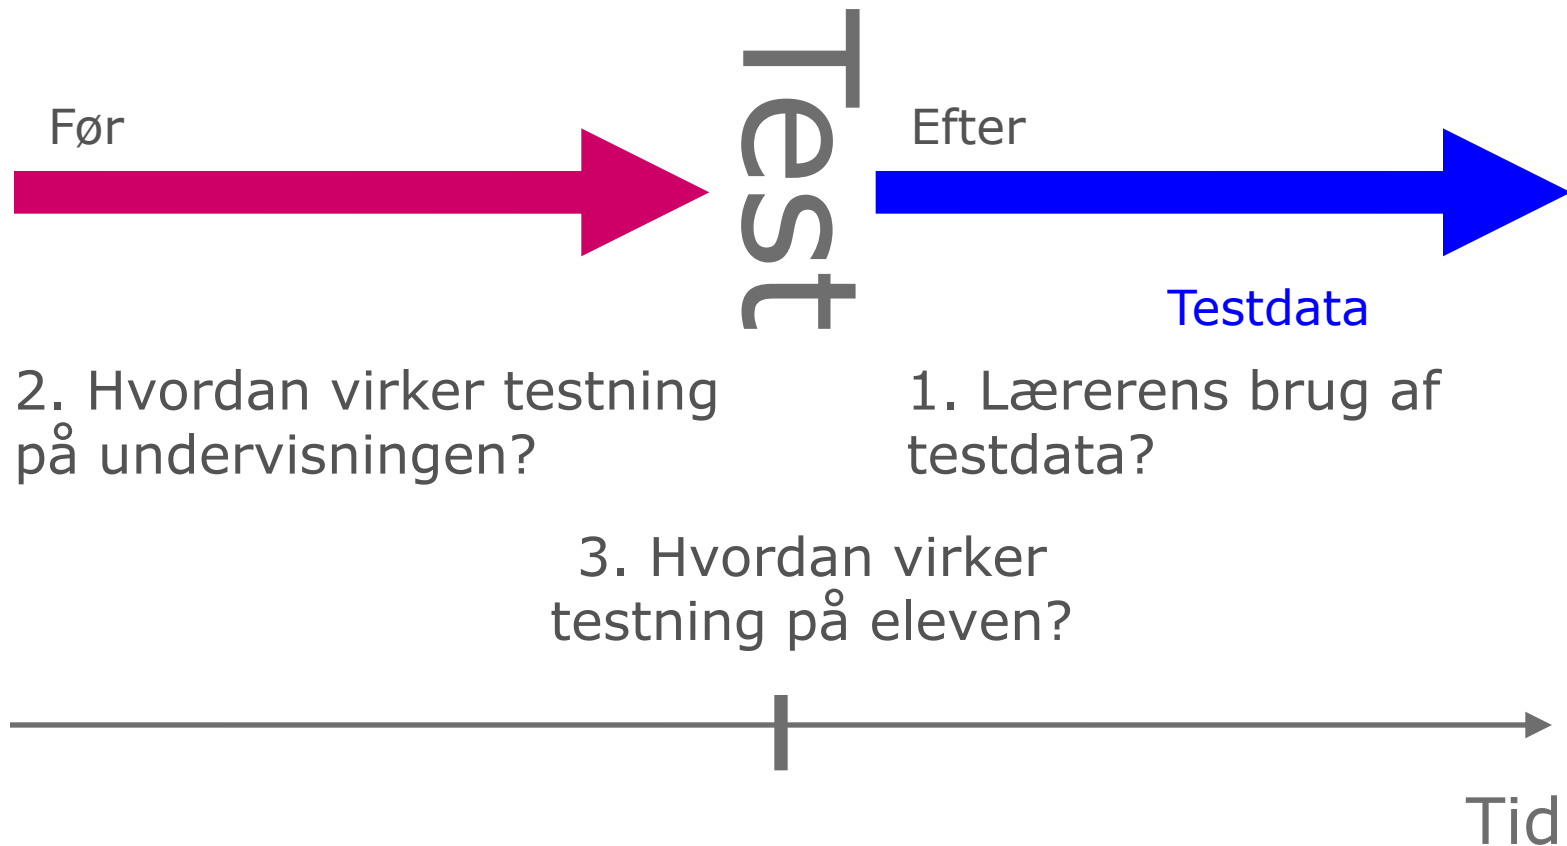 Før
Test
Efter
Testdata
2. Hvordan virker testning
på undervisningen?
1. Lærerens brug af
testdata?
3. Hvordan virker
testning på eleven?
Tid